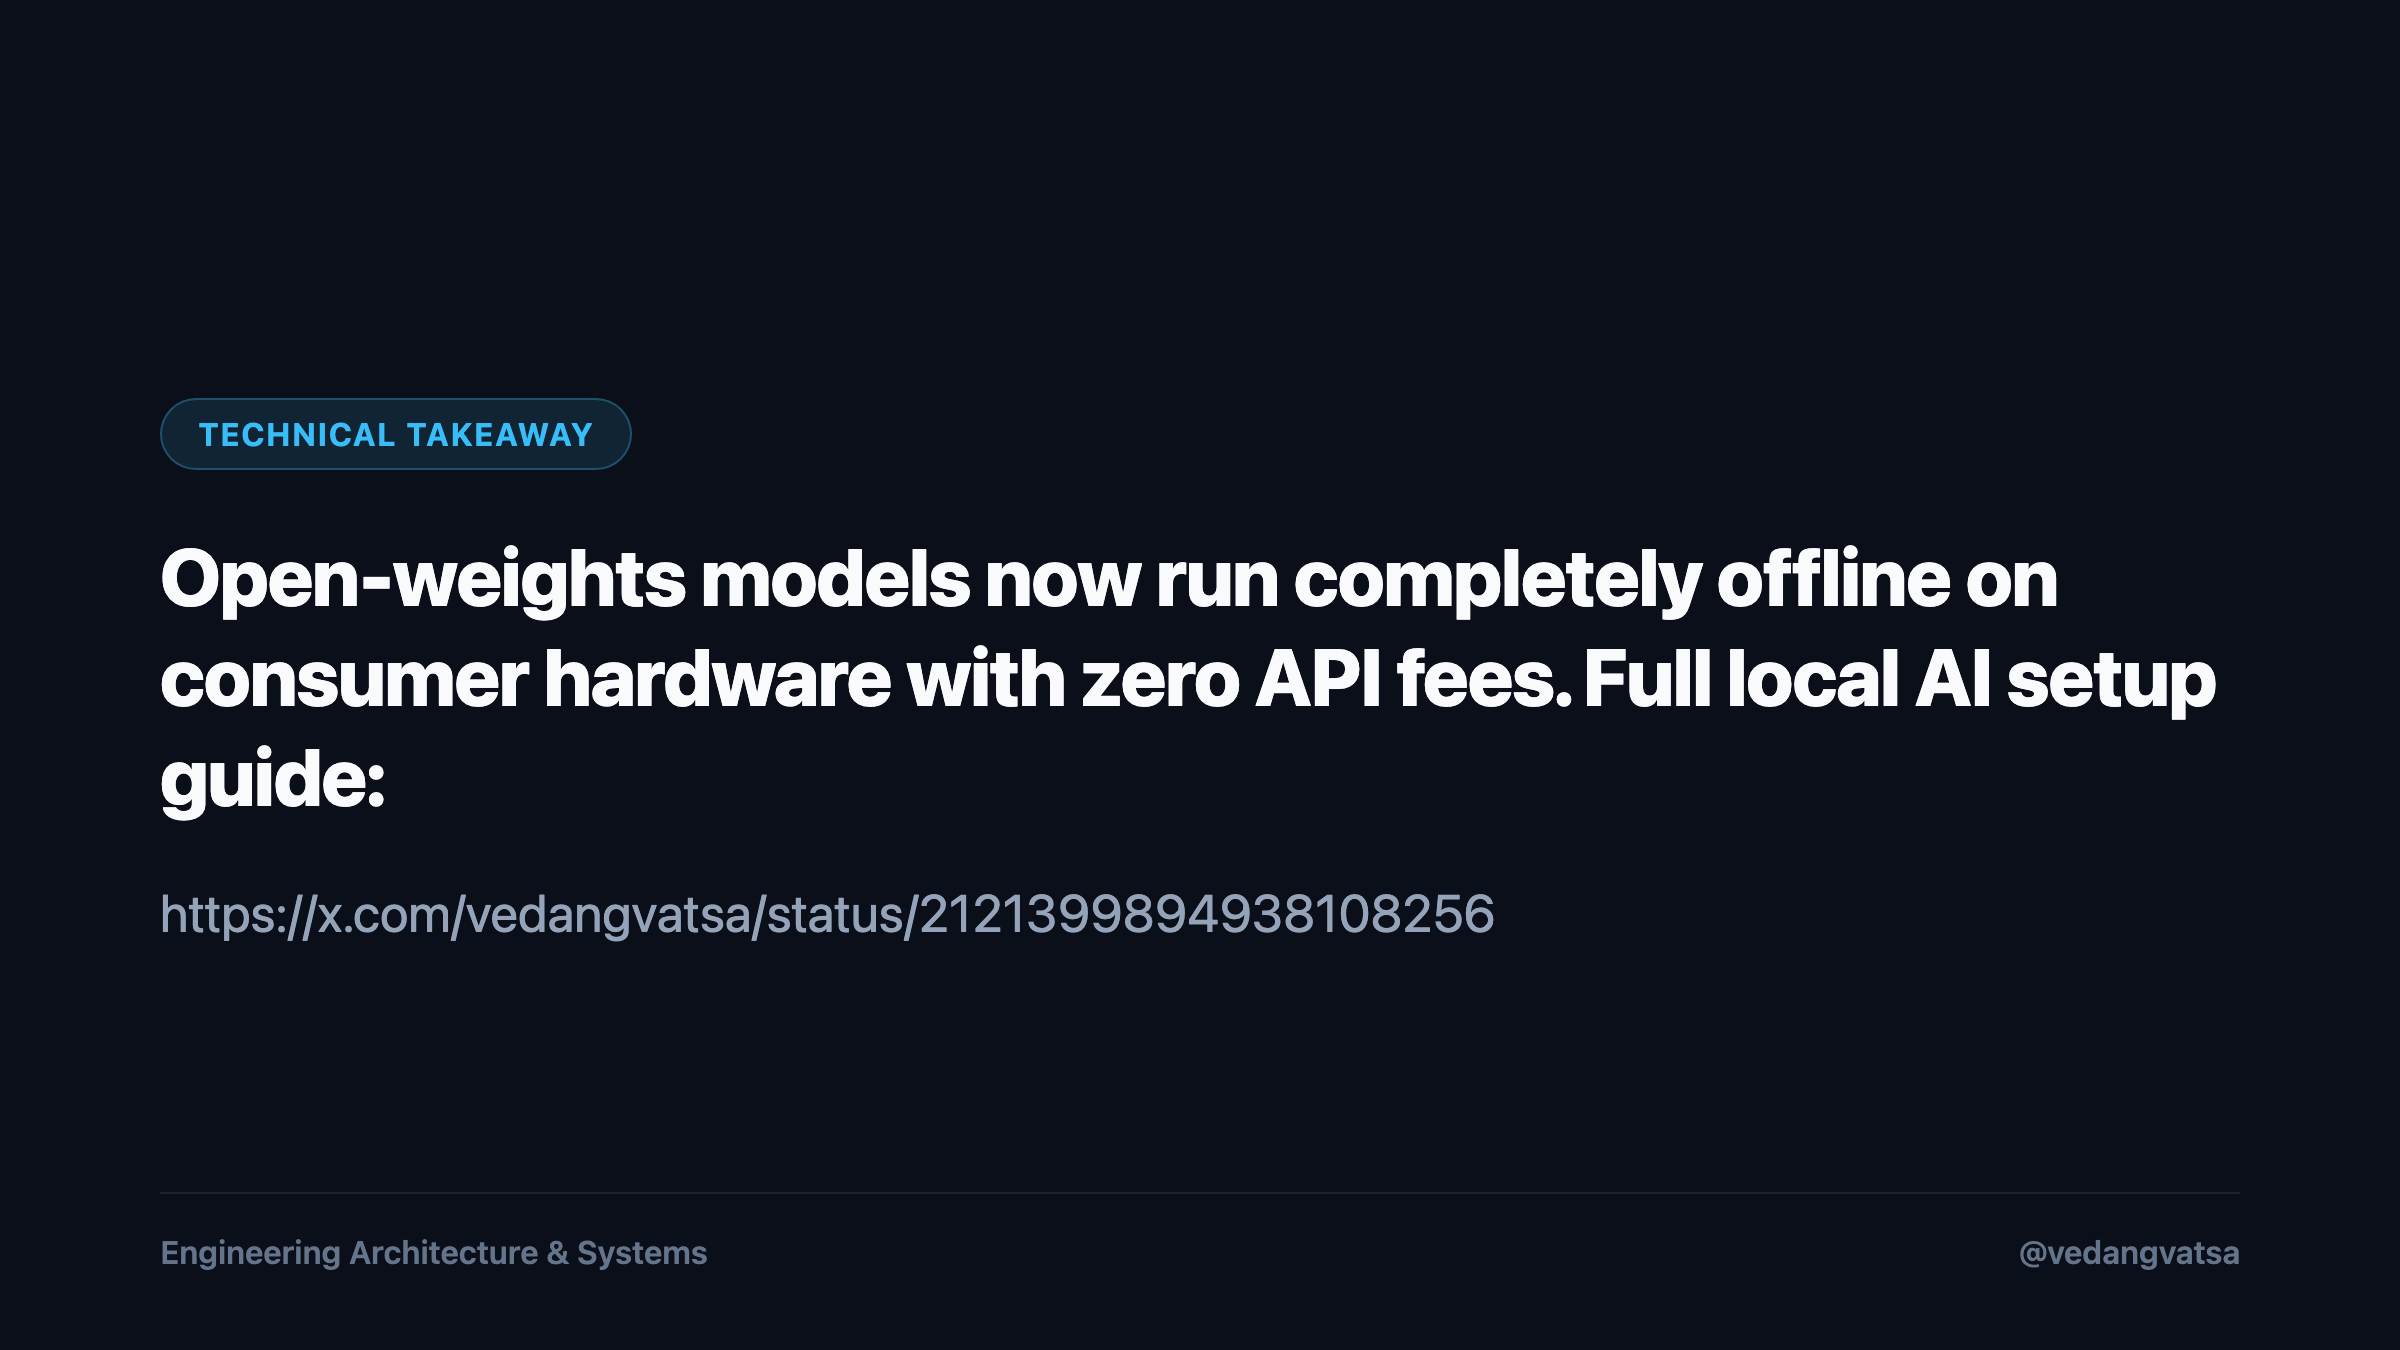 TECHNICAL TAKEAWAY
Open-weights models now run completely offline on
consumer hardware with zero API fees. Full local AI setup
guide:
https://x.com/vedangvatsa/status/2121399894938108256
Engineering Architecture & Systems
@vedangvatsa